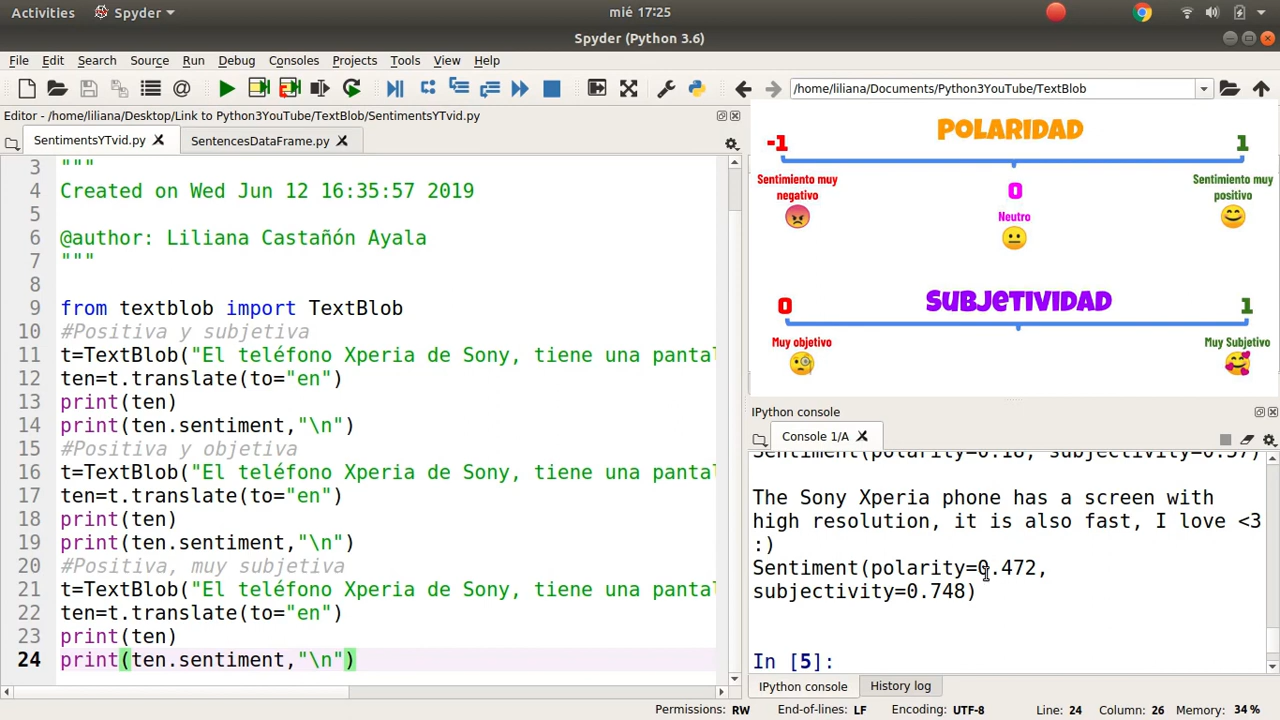 Activities Spyder mié 17:25
Spyder (Python 3.6)
File Edit Search Source Run Debug Consoles Projects Tools View Help
/home/liliana/Documents/Python3YouTube/TextBlob
Editor - /home/liliana/Desktop/Link to Python3YouTube/TextBlob/SentimentsYTvid.py
SentimentsYTvid.py SentencesDataFrame.py
3 """
4 Created on Wed Jun 12 16:35:57 2019
5
6 @author: Liliana Castañón Ayala
7 """
8
9 from textblob import TextBlob
10 #Positiva y subjetiva
11 t=TextBlob("El teléfono Xperia de Sony, tiene una pantal
12 ten=t.translate(to="en")
13 print(ten)
14 print(ten.sentiment,"\n")
15 #Positiva y objetiva
16 t=TextBlob("El teléfono Xperia de Sony, tiene una pantal
17 ten=t.translate(to="en")
18 print(ten)
19 print(ten.sentiment,"\n")
20 #Positiva, muy subjetiva
21 t=TextBlob("El teléfono Xperia de Sony, tiene una pantal
22 ten=t.translate(to="en")
23 print(ten)
24 print(ten.sentiment,"\n")
POLARIDAD
-1 1
Sentimiento muy negativo
0
Neutro
Sentimiento muy positivo
SUBJETIVIDAD
0 1
Muy objetivo Muy Subjetivo
IPython console
Console 1/A
Sentiment(polarity=0.18, subjectivity=0.57)
The Sony Xperia phone has a screen with
high resolution, it is also fast, I love <3
:)
Sentiment(polarity=0.472,
subjectivity=0.748)
In [5]:
IPython console History log
Permissions: RW End-of-lines: LF Encoding: UTF-8 Line: 24 Column: 26 Memory: 34 %